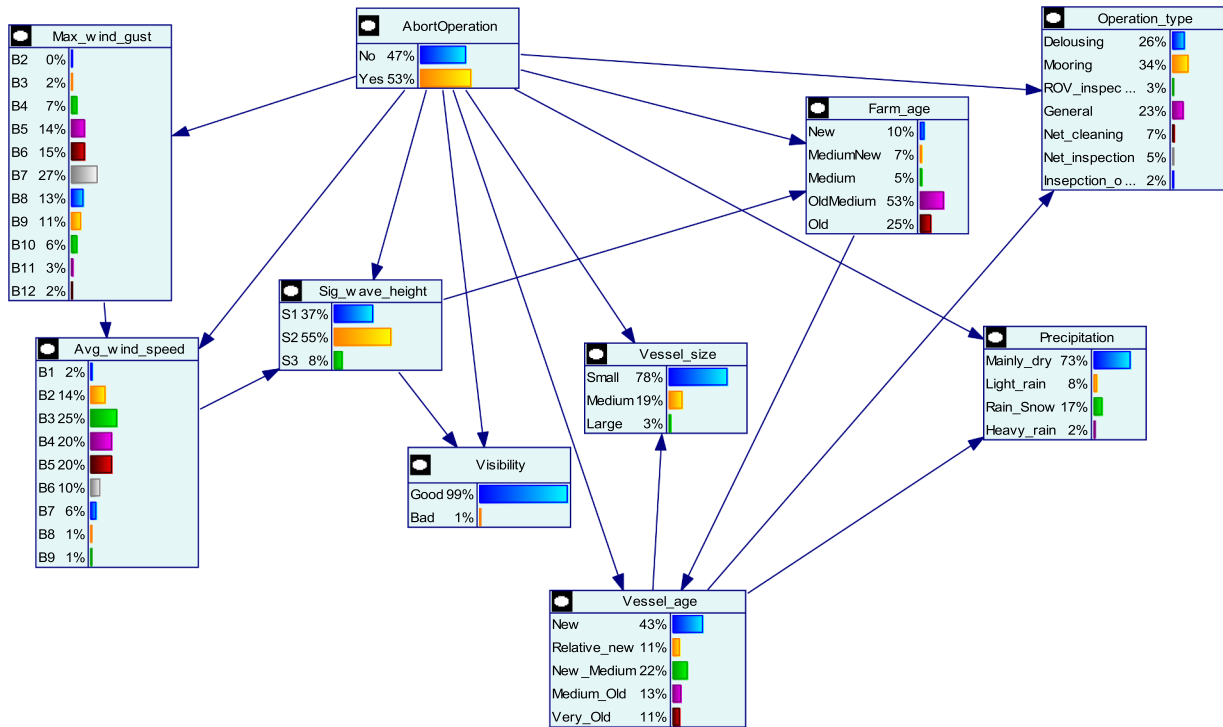 Max_wind_gust
B2 0%
B3 2%
B4 7%
B5 14%
B6 15%
B7 27%
B8 13%
B9 11%
B10 6%
B11 3%
B12 2%
AbortOperation
No 47%
Yes 53%
Operation_type
Delousing 26%
Mooring 34%
ROV_inspec ... 3%
General 23%
Net_cleaning 7%
Net_inspection 5%
Insepction_o ... 2%
Farm_age
New 10%
MediumNew 7%
Medium 5%
OldMedium 53%
Old 25%
Sig_wave_height
S1 37%
S2 55%
S3 8%
Avg_wind_speed
B1 2%
B2 14%
B3 25%
B4 20%
B5 20%
B6 10%
B7 6%
B8 1%
B9 1%
Vessel_size
Small 78%
Medium 19%
Large 3%
Precipitation
Mainly_dry 73%
Light_rain 8%
Rain_Snow 17%
Heavy_rain 2%
Visibility
Good 99%
Bad 1%
Vessel_age
New 43%
Relative_new 11%
New_Medium 22%
Medium_Old 13%
Very_Old 11%